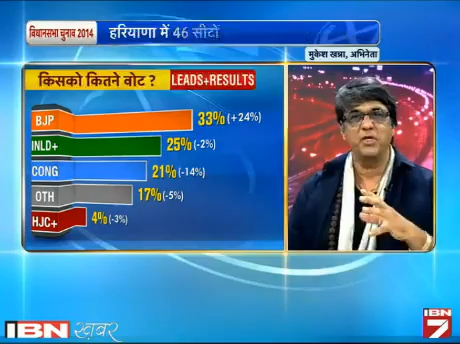 विधानसभा चुनाव 2014
हरियाणा में 46 सीटों
मुकेश खन्ना, अभिनेता
किसको कितने वोट ?
LEADS+RESULTS
BJP 33% (+24%)
INLD+ 25% (-2%)
CONG 21% (-14%)
OTH 17% (-5%)
HJC+ 4% (-3%)
IBN ख़बर
IBN
7